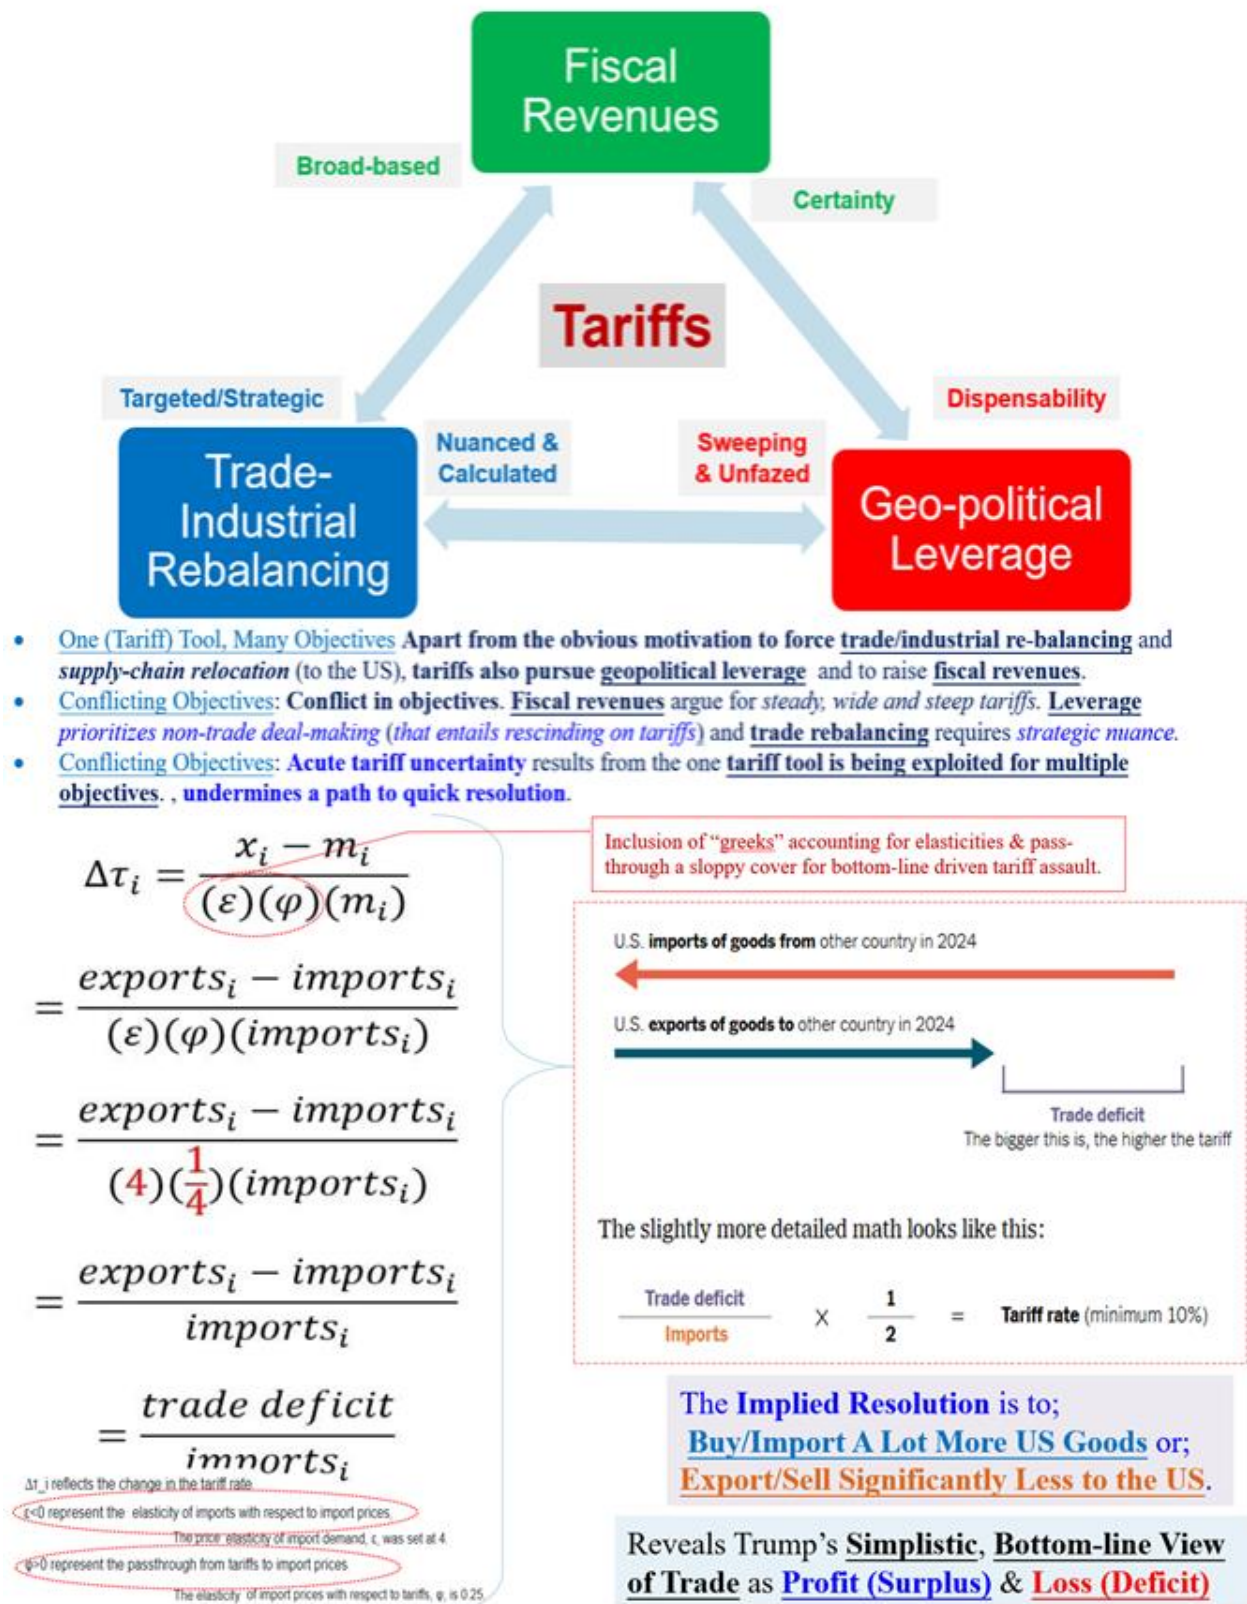 Fiscal
Revenues
Broad-based
Certainty
Tariffs
Targeted/Strategic
Dispensability
Nuanced &
Calculated
Sweeping
& Unfazed
Trade-
Industrial
Rebalancing
Geo-political
Leverage
• One (Tariff) Tool, Many Objectives Apart from the obvious motivation to force trade/industrial re-balancing and
supply-chain relocation (to the US), tariffs also pursue geopolitical leverage and to raise fiscal revenues.
• Conflicting Objectives: Conflict in objectives. Fiscal revenues argue for steady, wide and steep tariffs. Leverage
prioritizes non-trade deal-making (that entails rescinding on tariffs) and trade rebalancing requires strategic nuance.
• Conflicting Objectives: Acute tariff uncertainty results from the one tariff tool is being exploited for multiple
objectives. , undermines a path to quick resolution.
Δτ_i = (x_i − m_i) / ((ε)(φ)(m_i))
= (exports_i − imports_i) / ((ε)(φ)(imports_i))
= (exports_i − imports_i) / ((4)(1/4)(imports_i))
= (exports_i − imports_i) / imports_i
= trade deficit / imports_i
Δτ_i reflects the change in the tariff rate
ε<0 represent the elasticity of imports with respect to import prices,
The price elasticity of import demand, ε, was set at 4.
φ>0 represent the passthrough from tariffs to import prices
The elasticity of import prices with respect to tariffs, φ, is 0.25.
Inclusion of “greeks” accounting for elasticities & pass-
through a sloppy cover for bottom-line driven tariff assault.
U.S. imports of goods from other country in 2024
U.S. exports of goods to other country in 2024
Trade deficit
The bigger this is, the higher the tariff
The slightly more detailed math looks like this:
Trade deficit / Imports X 1 / 2 = Tariff rate (minimum 10%)
The Implied Resolution is to;
Buy/Import A Lot More US Goods or;
Export/Sell Significantly Less to the US.
Reveals Trump’s Simplistic, Bottom-line View
of Trade as Profit (Surplus) & Loss (Deficit)